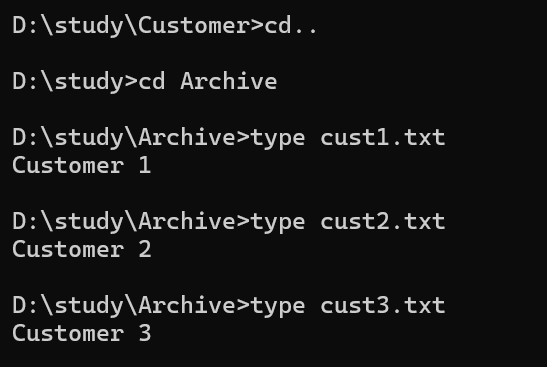 D:\study\Customer>cd..
D:\study>cd Archive
D:\study\Archive>type cust1.txt
Customer 1
D:\study\Archive>type cust2.txt
Customer 2
D:\study\Archive>type cust3.txt
Customer 3